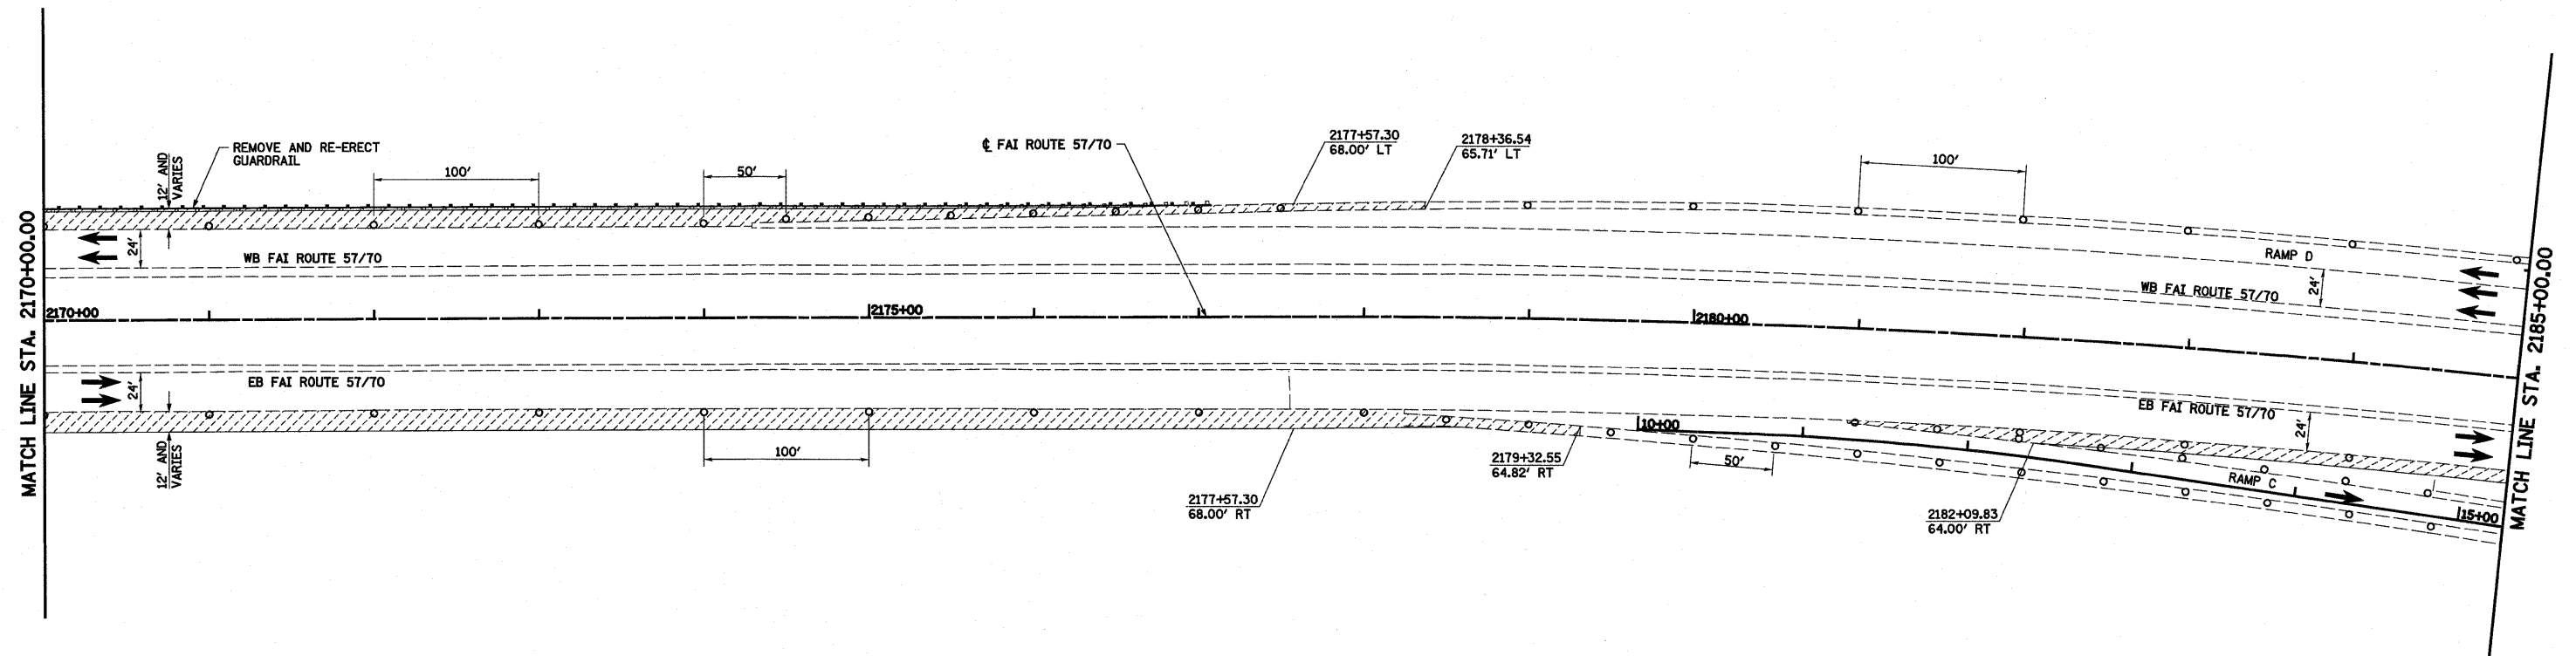 MATCH LINE STA. 2170+00.00
12' AND
VARIES
REMOVE AND RE-ERECT
GUARDRAIL
100'
50'
℄ FAI ROUTE 57/70
2177+57.30
68.00' LT
2178+36.54
65.71' LT
100'
24'
WB FAI ROUTE 57/70
RAMP D
WB FAI ROUTE 57/70
24'
2170+00
2175+00
2180+00
MATCH LINE STA. 2185+00.00
24'
EB FAI ROUTE 57/70
EB FAI ROUTE 57/70
24'
12' AND
VARIES
100'
10+00
2179+32.55
64.82' RT
50'
2177+57.30
68.00' RT
2182+09.83
64.00' RT
RAMP C
15+00